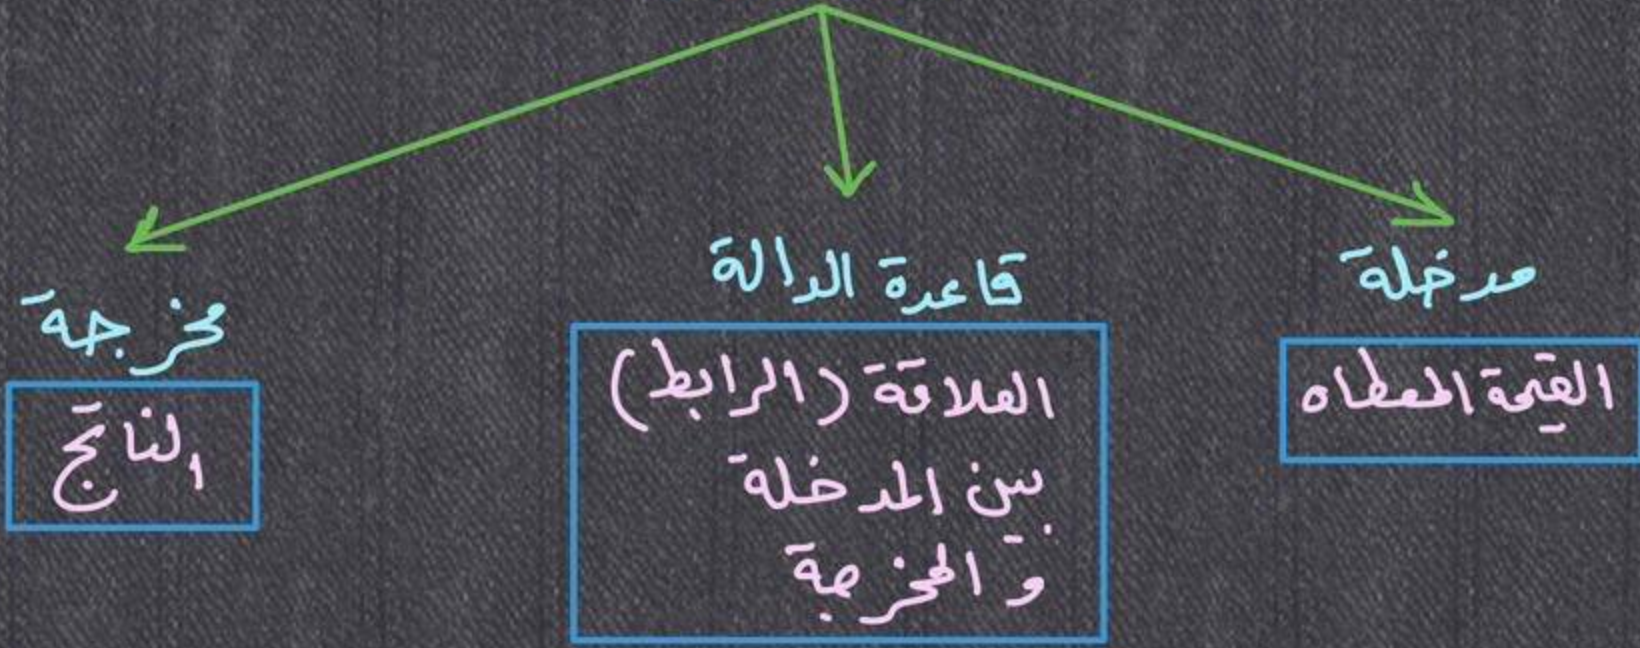 مدخلة
القيمة المعطاه
قاعدة الدالة
العلاقة (الرابط)
بين المدخلة
و المخرجة
مخرجة
الناتج